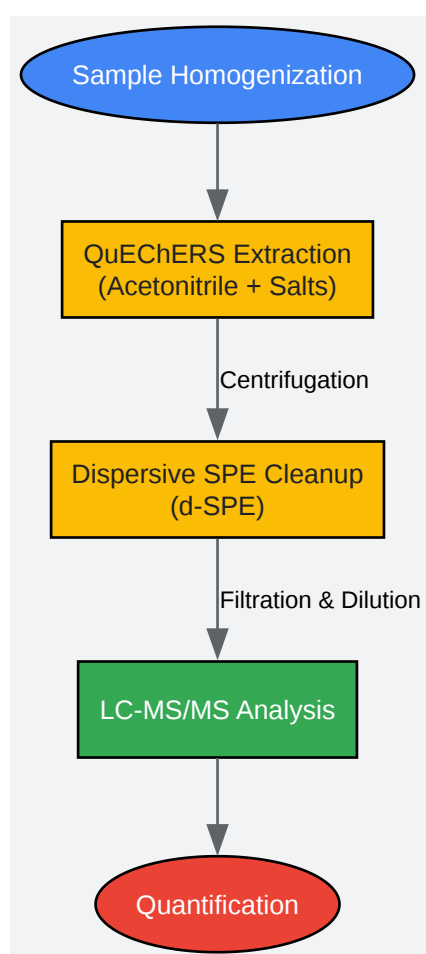 Sample Homogenization
QuEChERS Extraction
(Acetonitrile + Salts)
Centrifugation
Dispersive SPE Cleanup
(d-SPE)
Filtration & Dilution
LC-MS/MS Analysis
Quantification